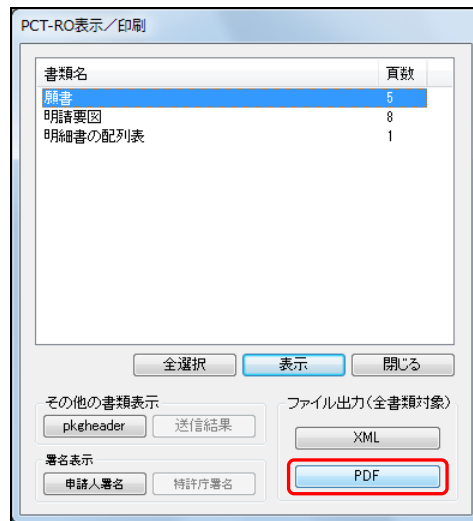 PCT-RO表示／印刷
書類名 頁数
願書 5
明請要図 8
明細書の配列表 1
全選択 表示 閉じる
その他の書類表示
pkgheader 送信結果
署名表示
申請人署名 特許庁署名
ファイル出力(全書類対象)
XML
PDF